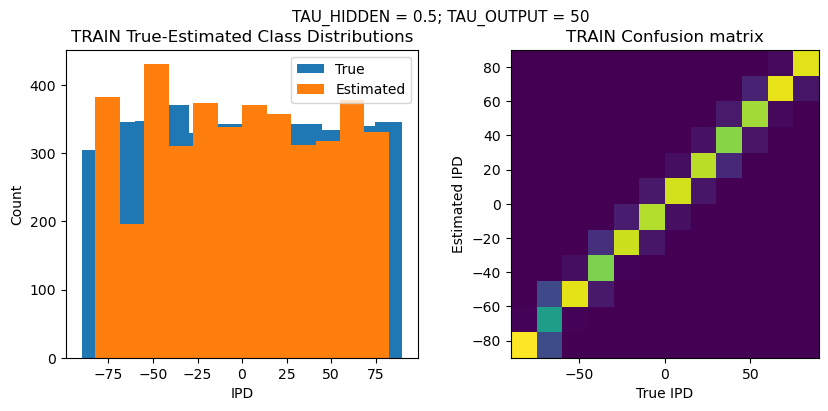 TAU_HIDDEN = 0.5; TAU_OUTPUT = 50
TRAIN True-Estimated Class Distributions
True
Estimated
400
300
200
100
0
Count
−75
−50
−25
0
25
50
75
IPD
TRAIN Confusion matrix
80
60
40
20
0
−20
−40
−60
−80
Estimated IPD
−50
0
50
True IPD